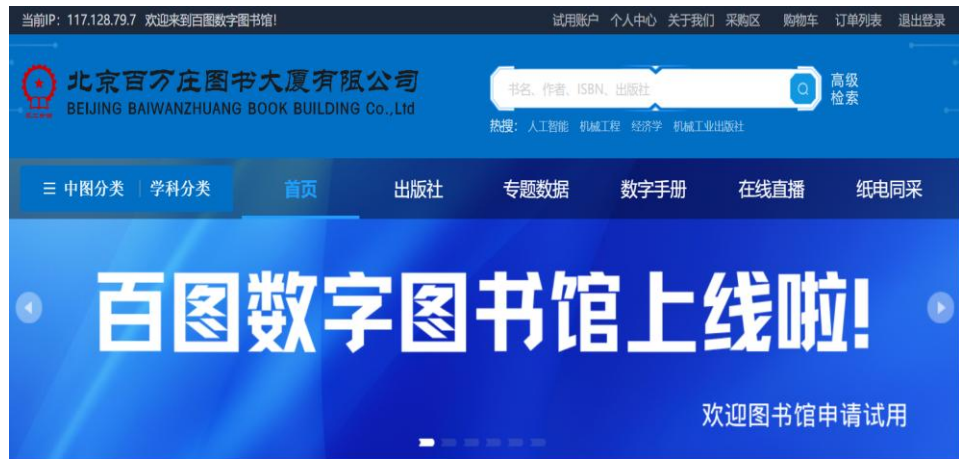 当前IP：117.128.79.7 欢迎来到百图数字图书馆！
试用账户 个人中心 关于我们 采购区 购物车 订单列表 退出登录
北京百万庄图书大厦有限公司
BEIJING BAIWANZHUANG BOOK BUILDING Co.,Ltd
书名、作者、ISBN、出版社
高级
检索
热搜： 人工智能 机械工程 经济学 机械工业出版社
三 中图分类 学科分类 首页 出版社 专题数据 数字手册 在线直播 纸电同采
百图数字图书馆上线啦！
欢迎图书馆申请试用